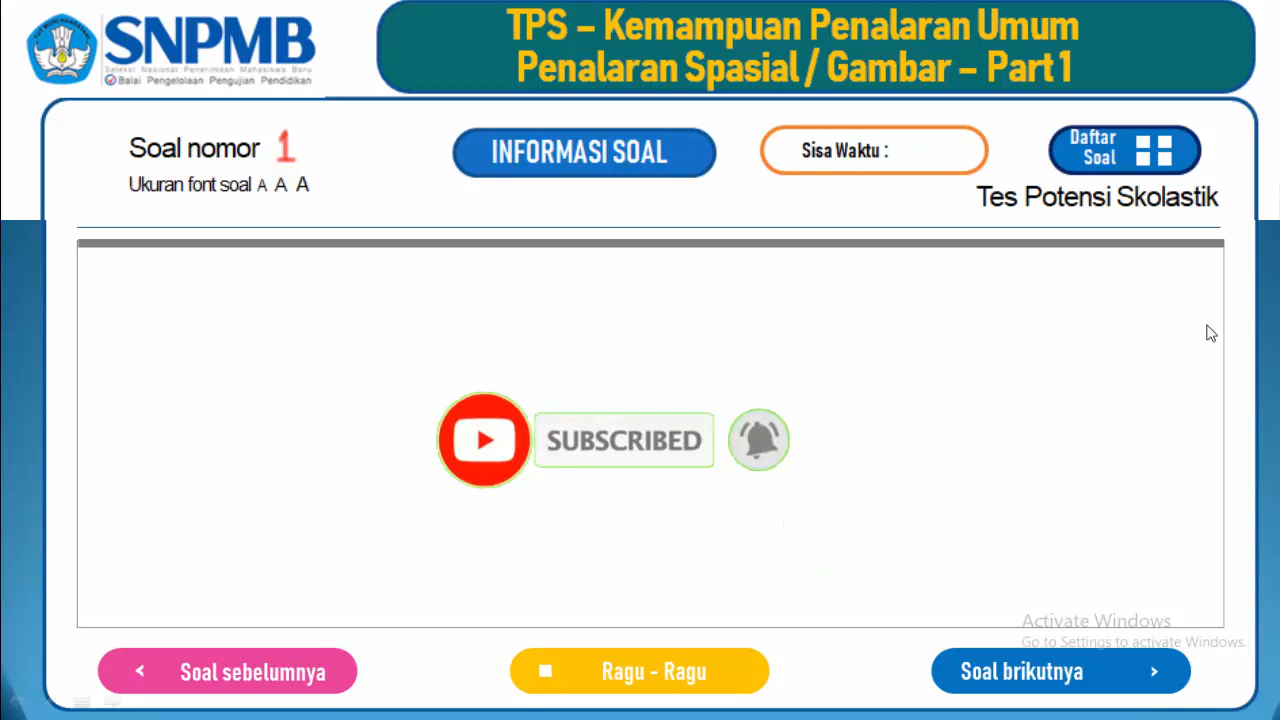 SNPMB
Seleksi Nasional Penerimaan Mahasiswa Baru
Balai Pengelolaan Pengujian Pendidikan
TPS – Kemampuan Penalaran Umum
Penalaran Spasial / Gambar – Part 1
Soal nomor 1
Ukuran font soal A A A
INFORMASI SOAL
Sisa Waktu :
Daftar
Soal
Tes Potensi Skolastik
SUBSCRIBED
Activate Windows
Go to Settings to activate Windows.
< Soal sebelumnya
Ragu - Ragu
Soal brikutnya >